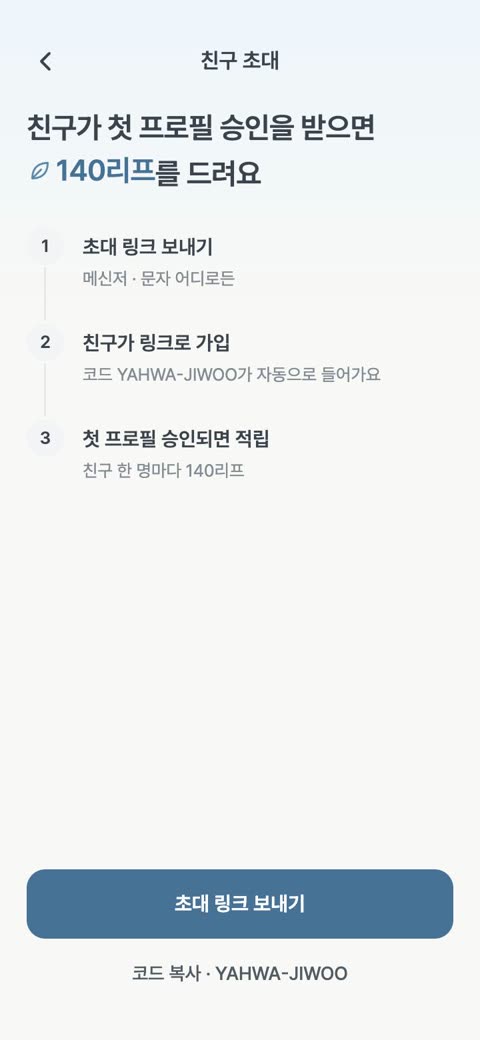 친구 초대
친구가 첫 프로필 승인을 받으면
140리프를 드려요
1
초대 링크 보내기
메신저 · 문자 어디로든
2
친구가 링크로 가입
코드 YAHWA-JIWOO가 자동으로 들어가요
3
첫 프로필 승인되면 적립
친구 한 명마다 140리프
초대 링크 보내기
코드 복사 · YAHWA-JIWOO